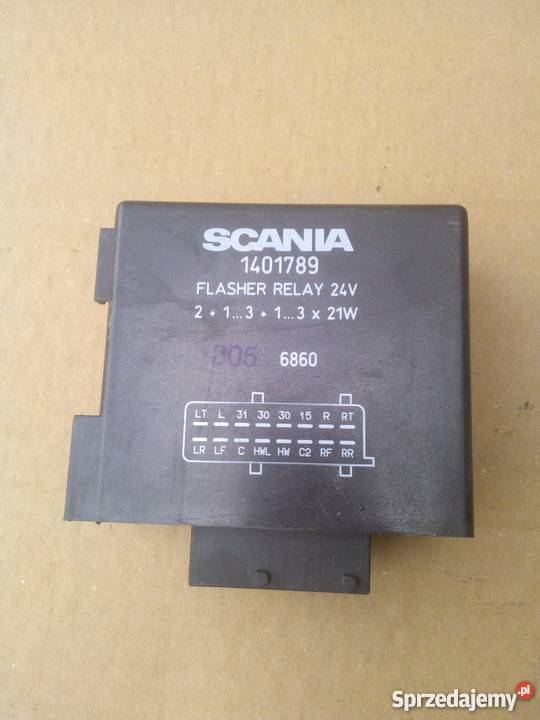 SCANIA
1401789
FLASHER RELAY 24V
2 + 1...3 + 1...3 x 21W
305 6860
LT L 31 30 30 15 R RT
LR LF C HWL HW C2 RF RR
Sprzedajemy.pl